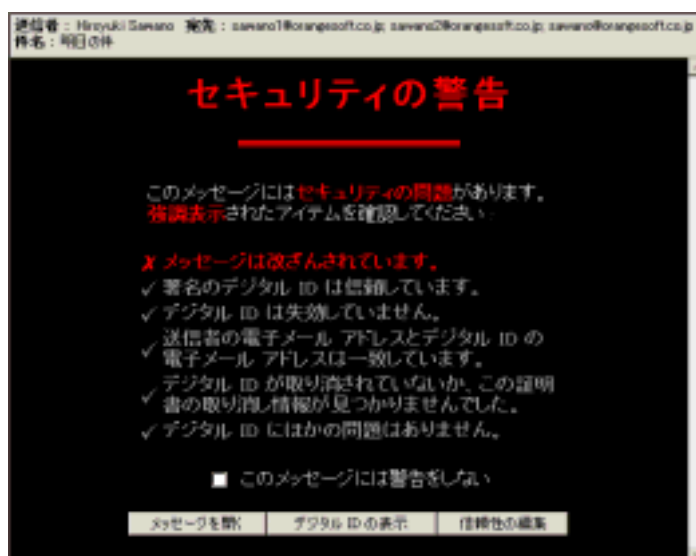 送信者： Hiroyuki Sawano 宛先： sawano1@orangesoft.co.jp; sawano2@orangesoft.co.jp; sawano@orangesoft.co.jp
件名：明日の件
セキュリティの警告
このメッセージにはセキュリティの問題があります。
強調表示されたアイテムを確認してください:
✗ メッセージは改ざんされています。
✓ 署名のデジタル ID は信頼しています。
✓ デジタル ID は失効していません。
✓ 送信者の電子メール アドレスとデジタル ID の
電子メール アドレスは一致しています。
✓ デジタル ID が取り消されていないか、この証明
書の取り消し情報が見つかりませんでした。
✓ デジタル ID にほかの問題はありません。
このメッセージには警告をしない
メッセージを開く デジタル ID の表示 信頼性の編集